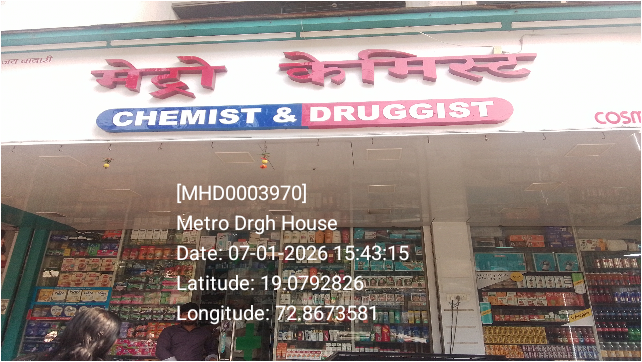 मेट्रो केमिस्ट
CHEMIST & DRUGGIST
COSM
[MHD0003970]
Metro Drgh House
Date: 07-01-2026 15:43:15
Latitude: 19.0792826
Longitude: 72.8673581